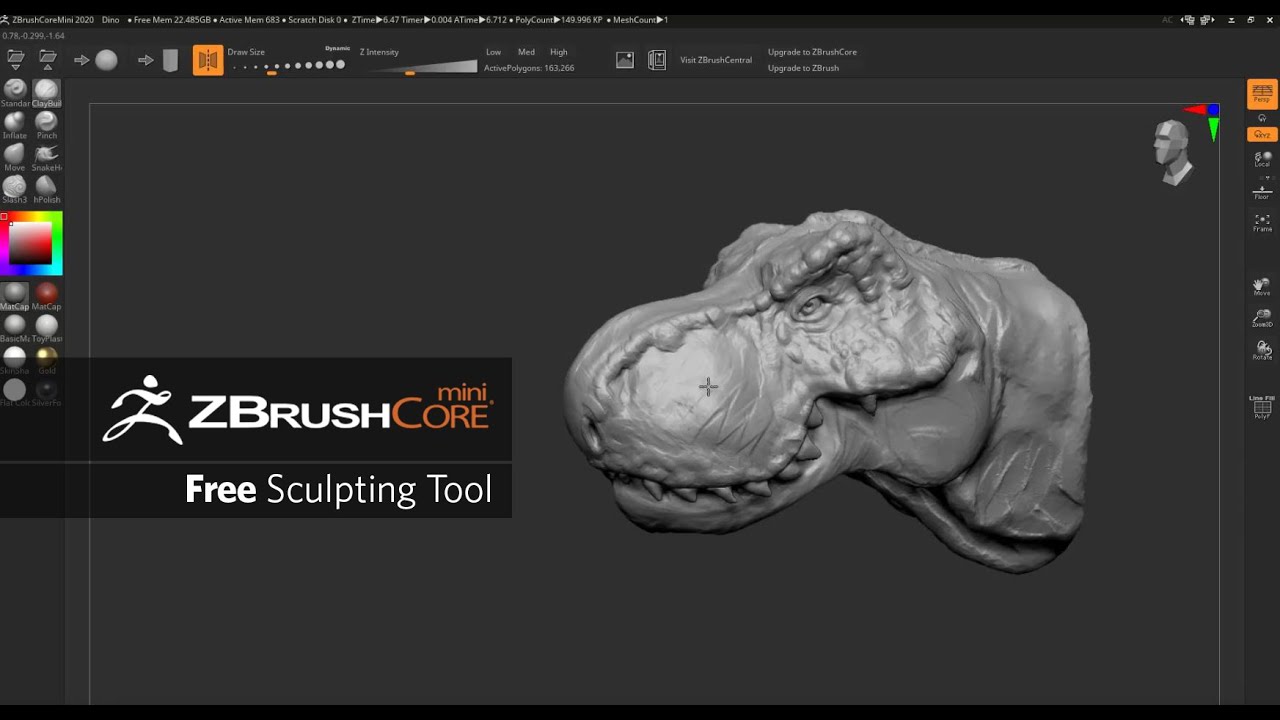 ZBrushCoreMini 2020 Dino ● Free Mem 22.485GB ● Active Mem 683 ● Scratch Disk 0 ● ZTime▶6.47 Timer▶0.004 ATime▶6.712 ● PolyCount▶149.996 KP ● MeshCount▶1 AC
0.78,-0.299,-1.64
Draw Size Dynamic Z Intensity
Low Med High
ActivePolygons: 163,266
Visit ZBrushCentral
Upgrade to ZBrushCore
Upgrade to ZBrush
Standar ClayBuil
Inflate Pinch
Move SnakeH
Slash3 hPolish
MatCap MatCap
BasicMa ToyPlas
SkinSha Gold
Flat Colo SilverFo
ZBRUSHCORE®
mini
Free Sculpting Tool
Persp
XYZ
Local
Floor
Frame
Move
Zoom3D
Rotate
Line Fill
PolyF